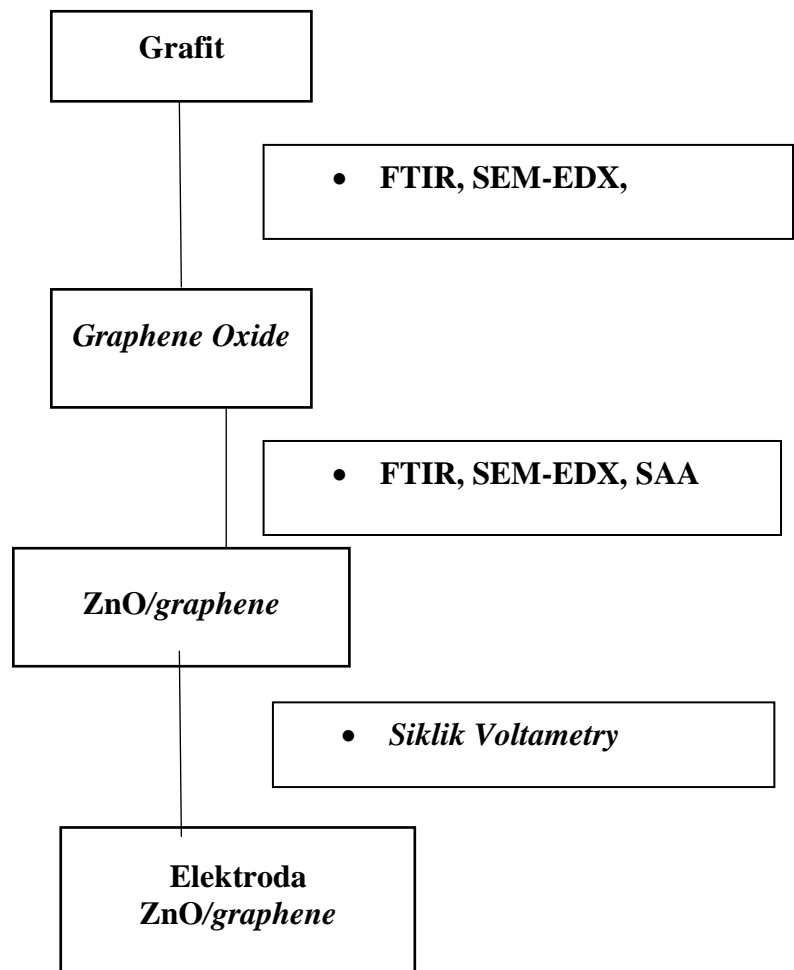 Grafit
• FTIR, SEM-EDX,
Graphene Oxide
• FTIR, SEM-EDX, SAA
ZnO/graphene
• Siklik Voltametry
Elektroda
ZnO/graphene